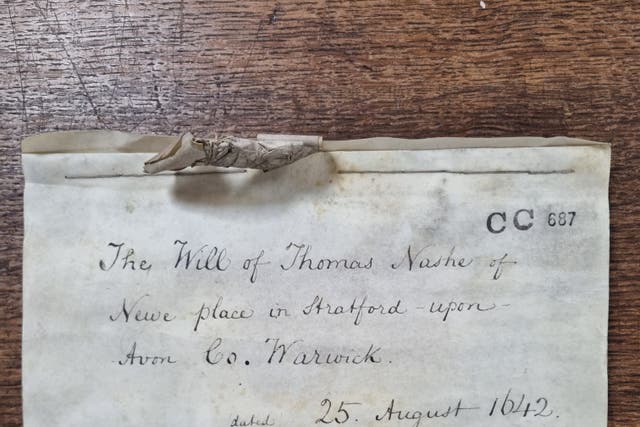 CC 687
The Will of Thomas Nashe of
Newe place in Stratford-upon-
Avon Co. Warwick.
dated 25. August 1642.